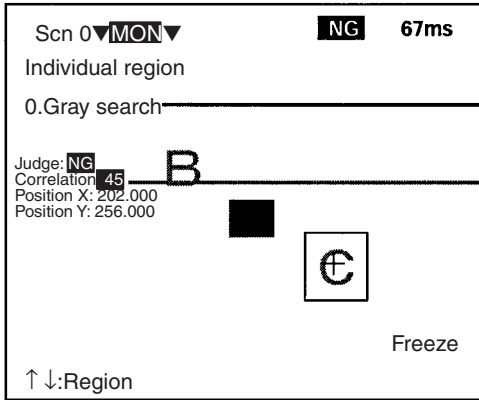 Scn 0▼MON▼ NG 67ms
Individual region
0.Gray search
Judge: NG
Correlation 45
Position X: 202.000
Position Y: 256.000
B
C
Freeze
↑↓:Region